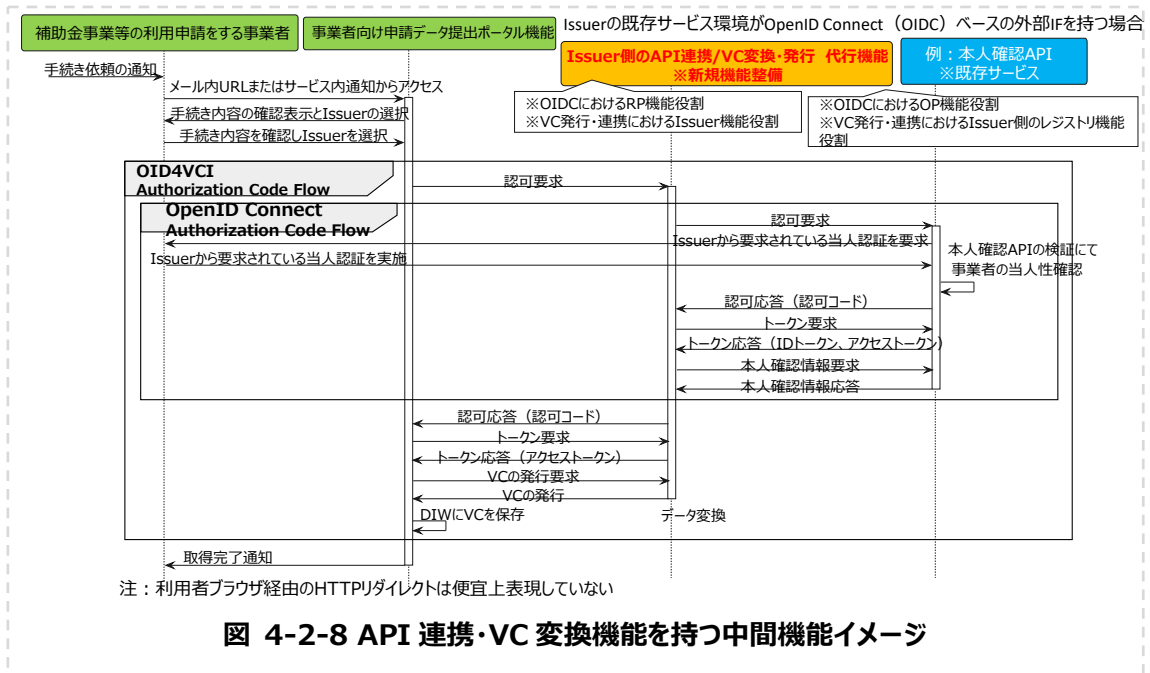 Issuerの既存サービス環境がOpenID Connect（OIDC）ベースの外部IFを持つ場合
補助金事業等の利用申請をする事業者
事業者向け申請データ提出ポータル機能
Issuer側のAPI連携/VC変換・発行 代行機能
※新規機能整備
例：本人確認API
※既存サービス
手続き依頼の通知
メール内URLまたはサービス内通知からアクセス
※OIDCにおけるRP機能役割
※VC発行・連携におけるIssuer機能役割
※OIDCにおけるOP機能役割
※VC発行・連携におけるIssuer側のレジストリ機能
役割
手続き内容の確認表示とIssuerの選択
手続き内容を確認しIssuerを選択
OID4VCI
Authorization Code Flow
認可要求
OpenID Connect
Authorization Code Flow
認可要求
Issuerから要求されている当人認証を要求
Issuerから要求されている当人認証を実施
本人確認APIの検証にて
事業者の当人性確認
認可応答（認可コード）
トークン要求
トークン応答（IDトークン、アクセストークン）
本人確認情報要求
本人確認情報応答
認可応答（認可コード）
トークン要求
トークン応答（アクセストークン）
VCの発行要求
VCの発行
DIWにVCを保存
データ変換
取得完了通知
注：利用者ブラウザ経由のHTTPリダイレクトは便宜上表現していない
図 4-2-8 API 連携・VC 変換機能を持つ中間機能イメージ